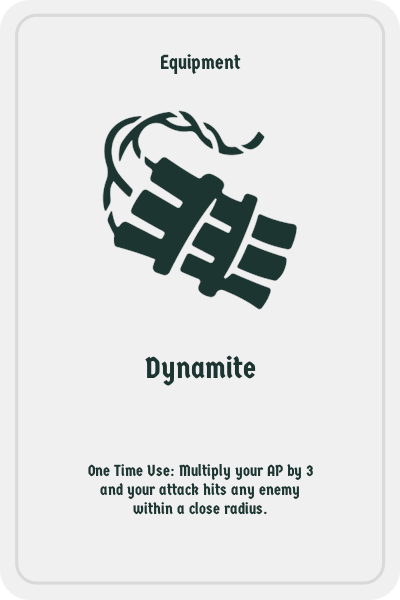 Equipment
Dynamite
One Time Use: Multiply your AP by 3
and your attack hits any enemy
within a close radius.